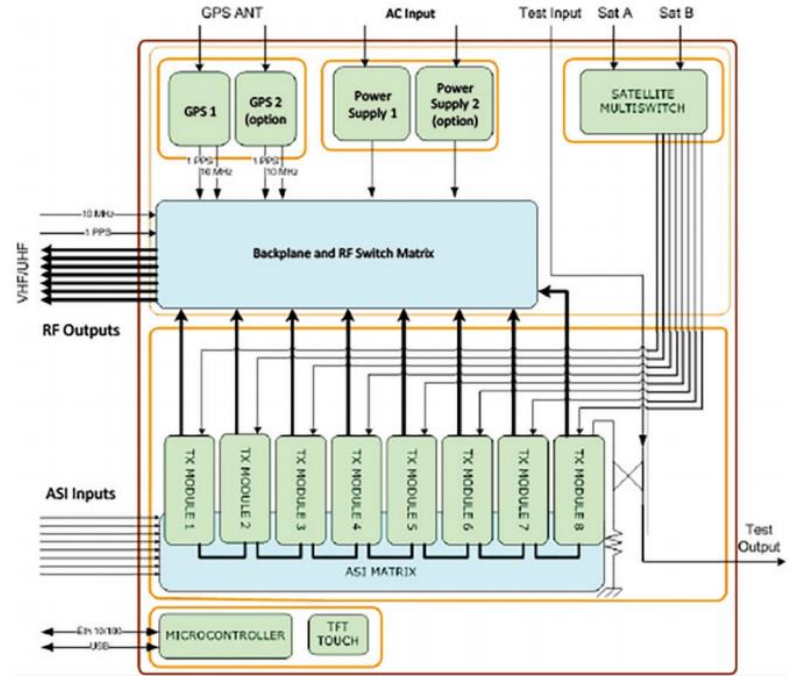 GPS ANT
AC Input
Test Input
Sat A
Sat B
GPS 1
GPS 2
(option
Power
Supply 1
Power
Supply 2
(option)
SATELLITE
MULTISWITCH
1 PPS
10 MHz
1 PPS
10 MHz
10 MHz
1 PPS
VHF/UHF
Backplane and RF Switch Matrix
RF Outputs
TX MODULE 1
TX MODULE 2
TX MODULE 3
TX MODULE 4
TX MODULE 5
TX MODULE 6
TX MODULE 7
TX MODULE 8
ASI Inputs
ASI MATRIX
Test
Output
Eth 10/100
USB
MICROCONTROLLER
TFT
TOUCH